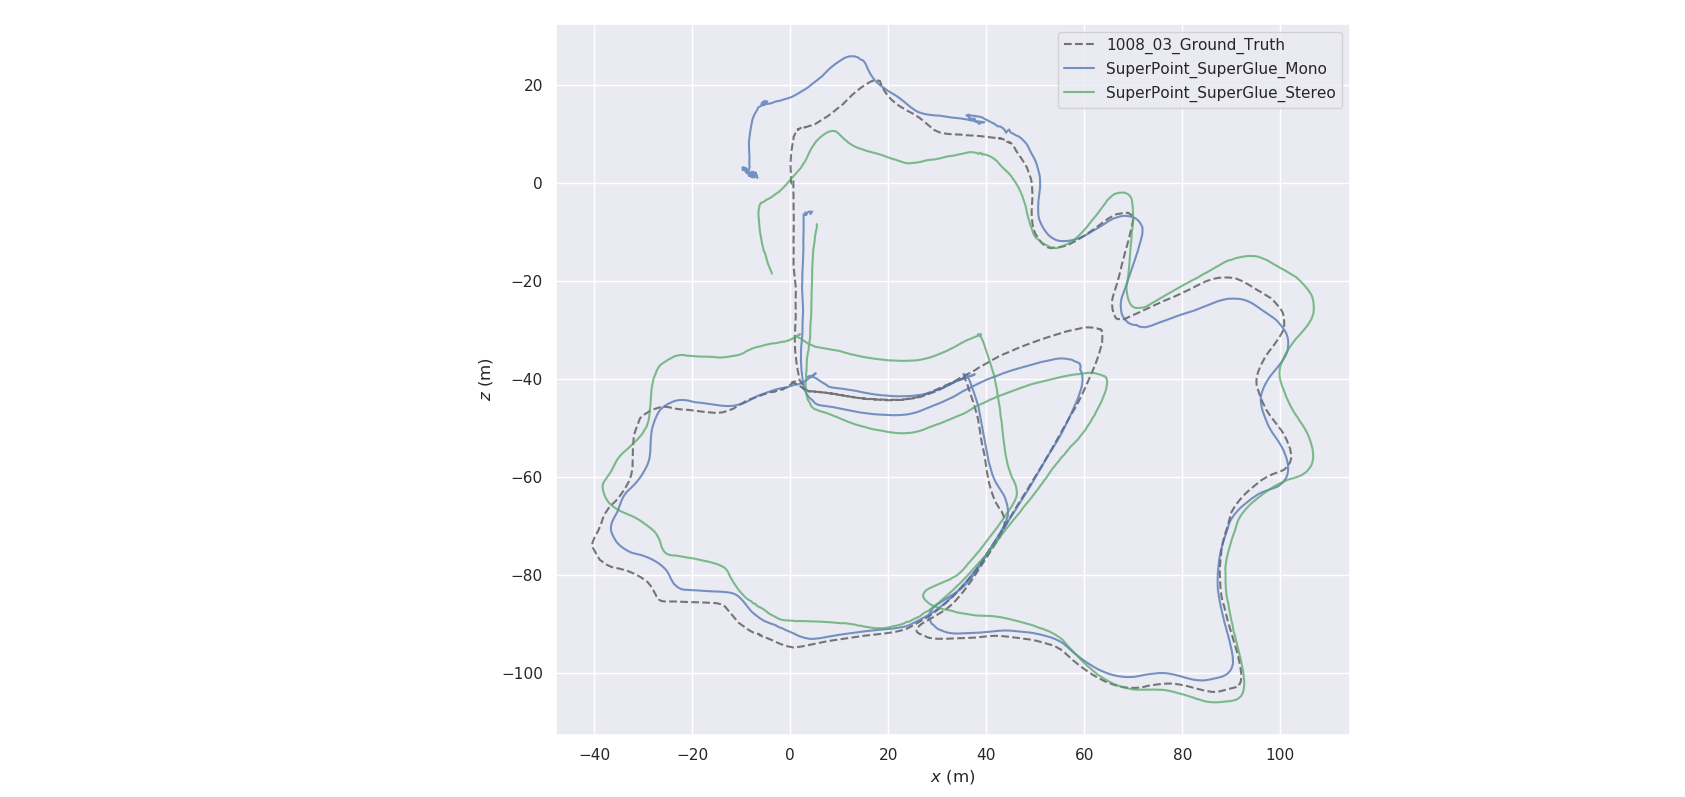 1008_03_Ground_Truth
SuperPoint_SuperGlue_Mono
SuperPoint_SuperGlue_Stereo
20
0
−20
−40
−60
−80
−100
z (m)
−40 −20 0 20 40 60 80 100
x (m)